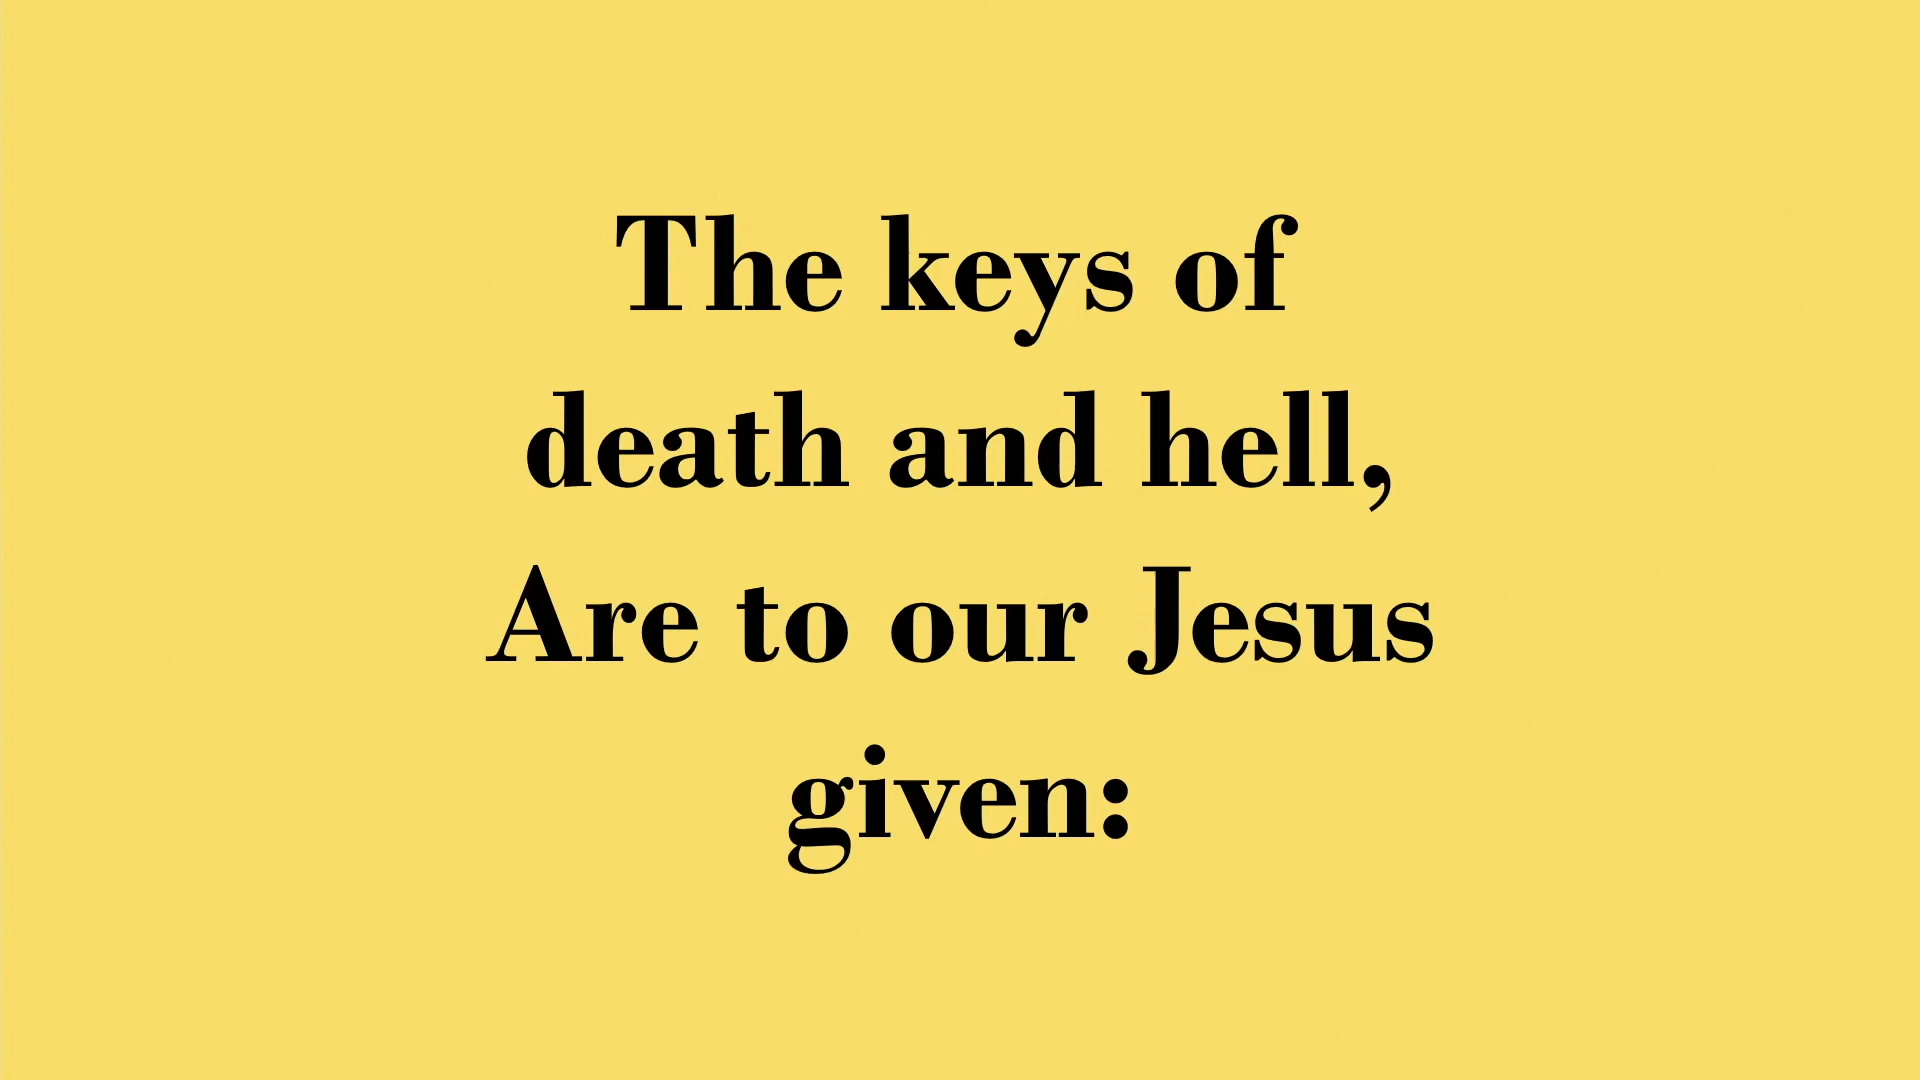 The keys of
death and hell,
Are to our Jesus
given: